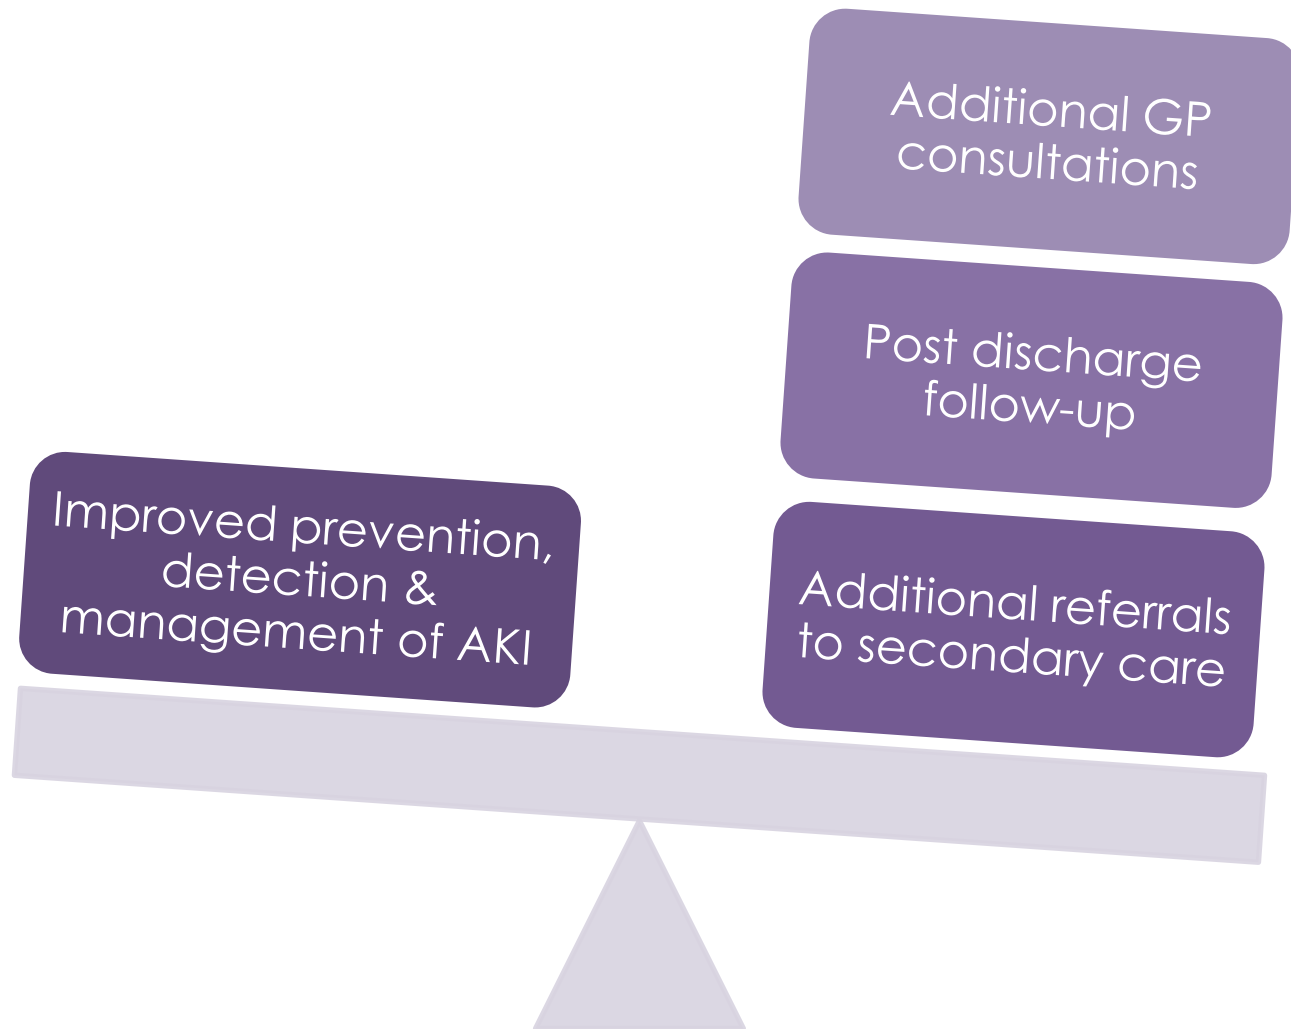 Improved prevention,
detection &
management of AKI
Additional GP
consultations
Post discharge
follow-up
Additional referrals
to secondary care